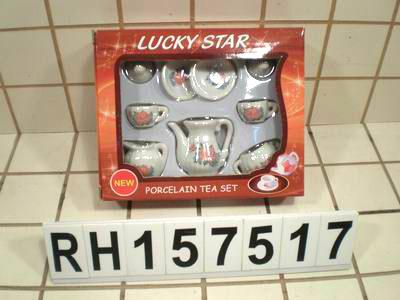 LUCKY STAR
NEW
PORCELAIN TEA SET
RH157517